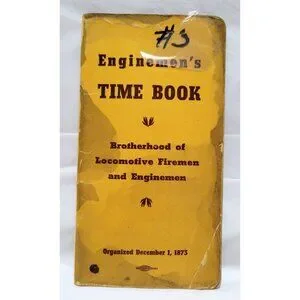 #3
Enginemen's
TIME BOOK
Brotherhood of
Locomotive Firemen
and Enginemen
Organized December 1, 1873